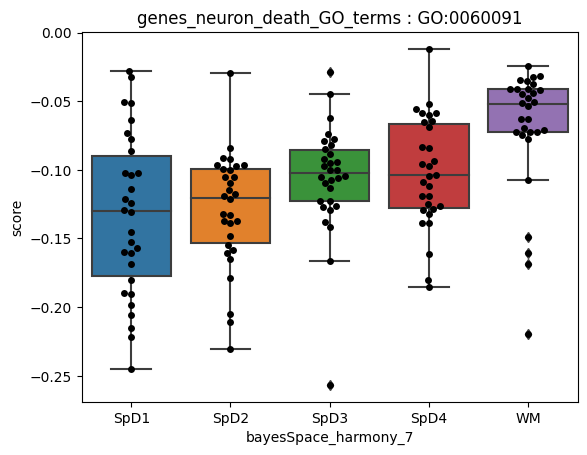 genes_neuron_death_GO_terms : GO:0060091
score
0.00
−0.05
−0.10
−0.15
−0.20
−0.25
SpD1 SpD2 SpD3 SpD4 WM
bayesSpace_harmony_7